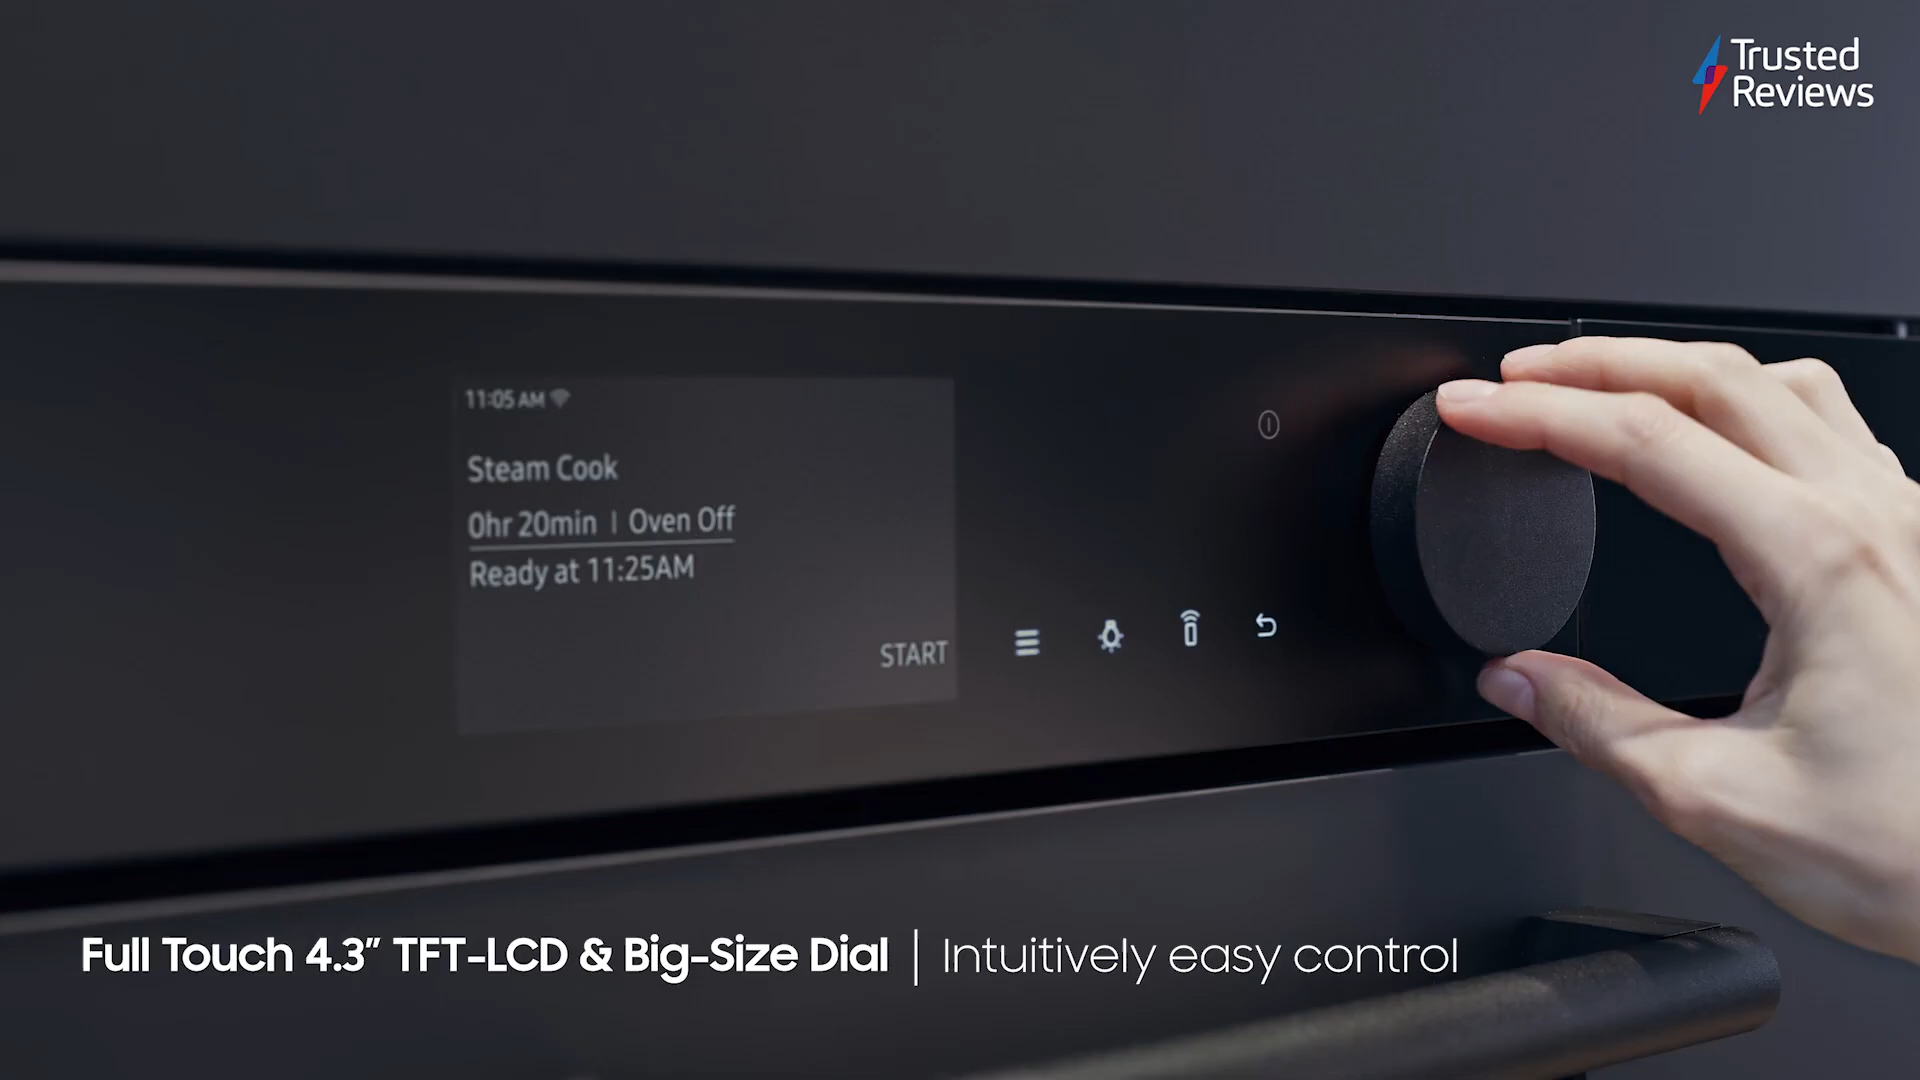 Trusted
Reviews
11:05 AM
Steam Cook
0hr 20min | Oven Off
Ready at 11:25AM
START
Full Touch 4.3” TFT-LCD & Big-Size Dial | Intuitively easy control